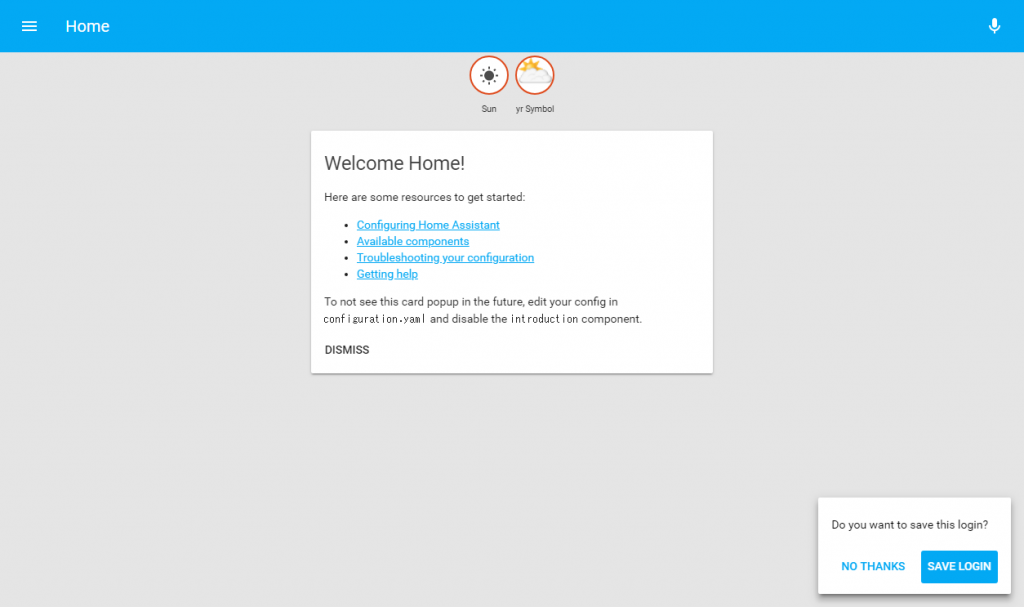 Home
Sun
yr Symbol
Welcome Home!
Here are some resources to get started:
Configuring Home Assistant
Available components
Troubleshooting your configuration
Getting help
To not see this card popup in the future, edit your config in
configuration.yaml and disable the introduction component.
DISMISS
Do you want to save this login?
NO THANKS
SAVE LOGIN